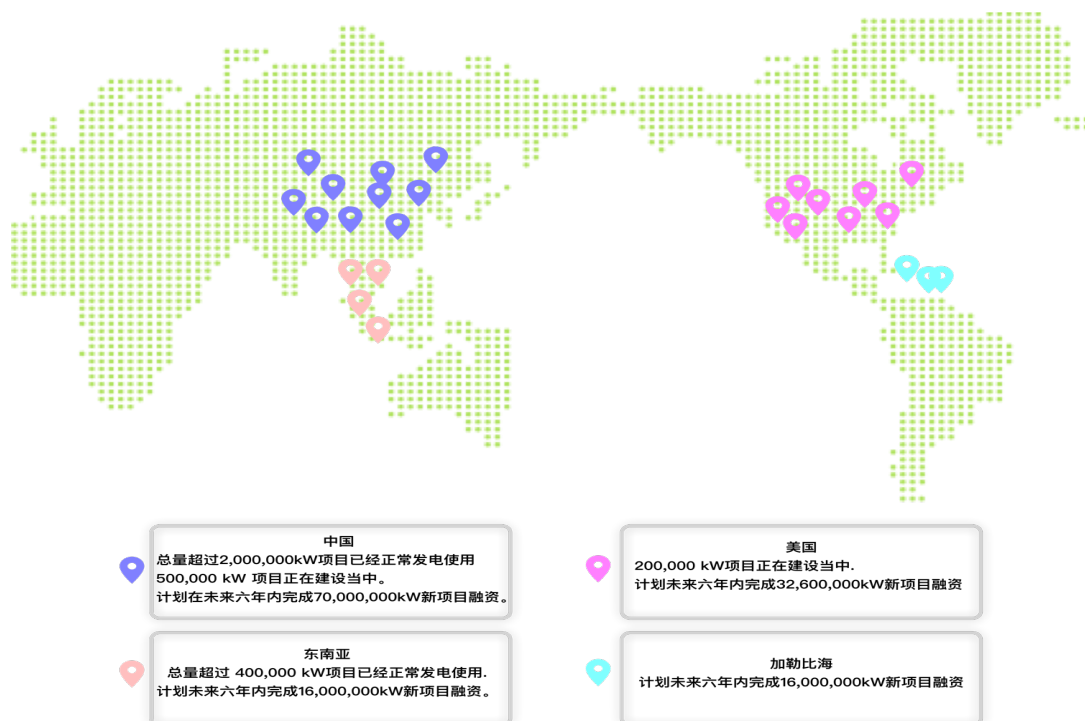 中国
总量超过2,000,000kW项目已经正常发电使用
500,000 kW 项目正在建设当中。
计划在未来六年内完成70,000,000kW新项目融资。
美国
200,000 kW项目正在建设当中.
计划未来六年内完成32,600,000kW新项目融资
东南亚
总量超过 400,000 kW项目已经正常发电使用.
计划未来六年内完成16,000,000kW新项目融资。
加勒比海
计划未来六年内完成16,000,000kW新项目融资